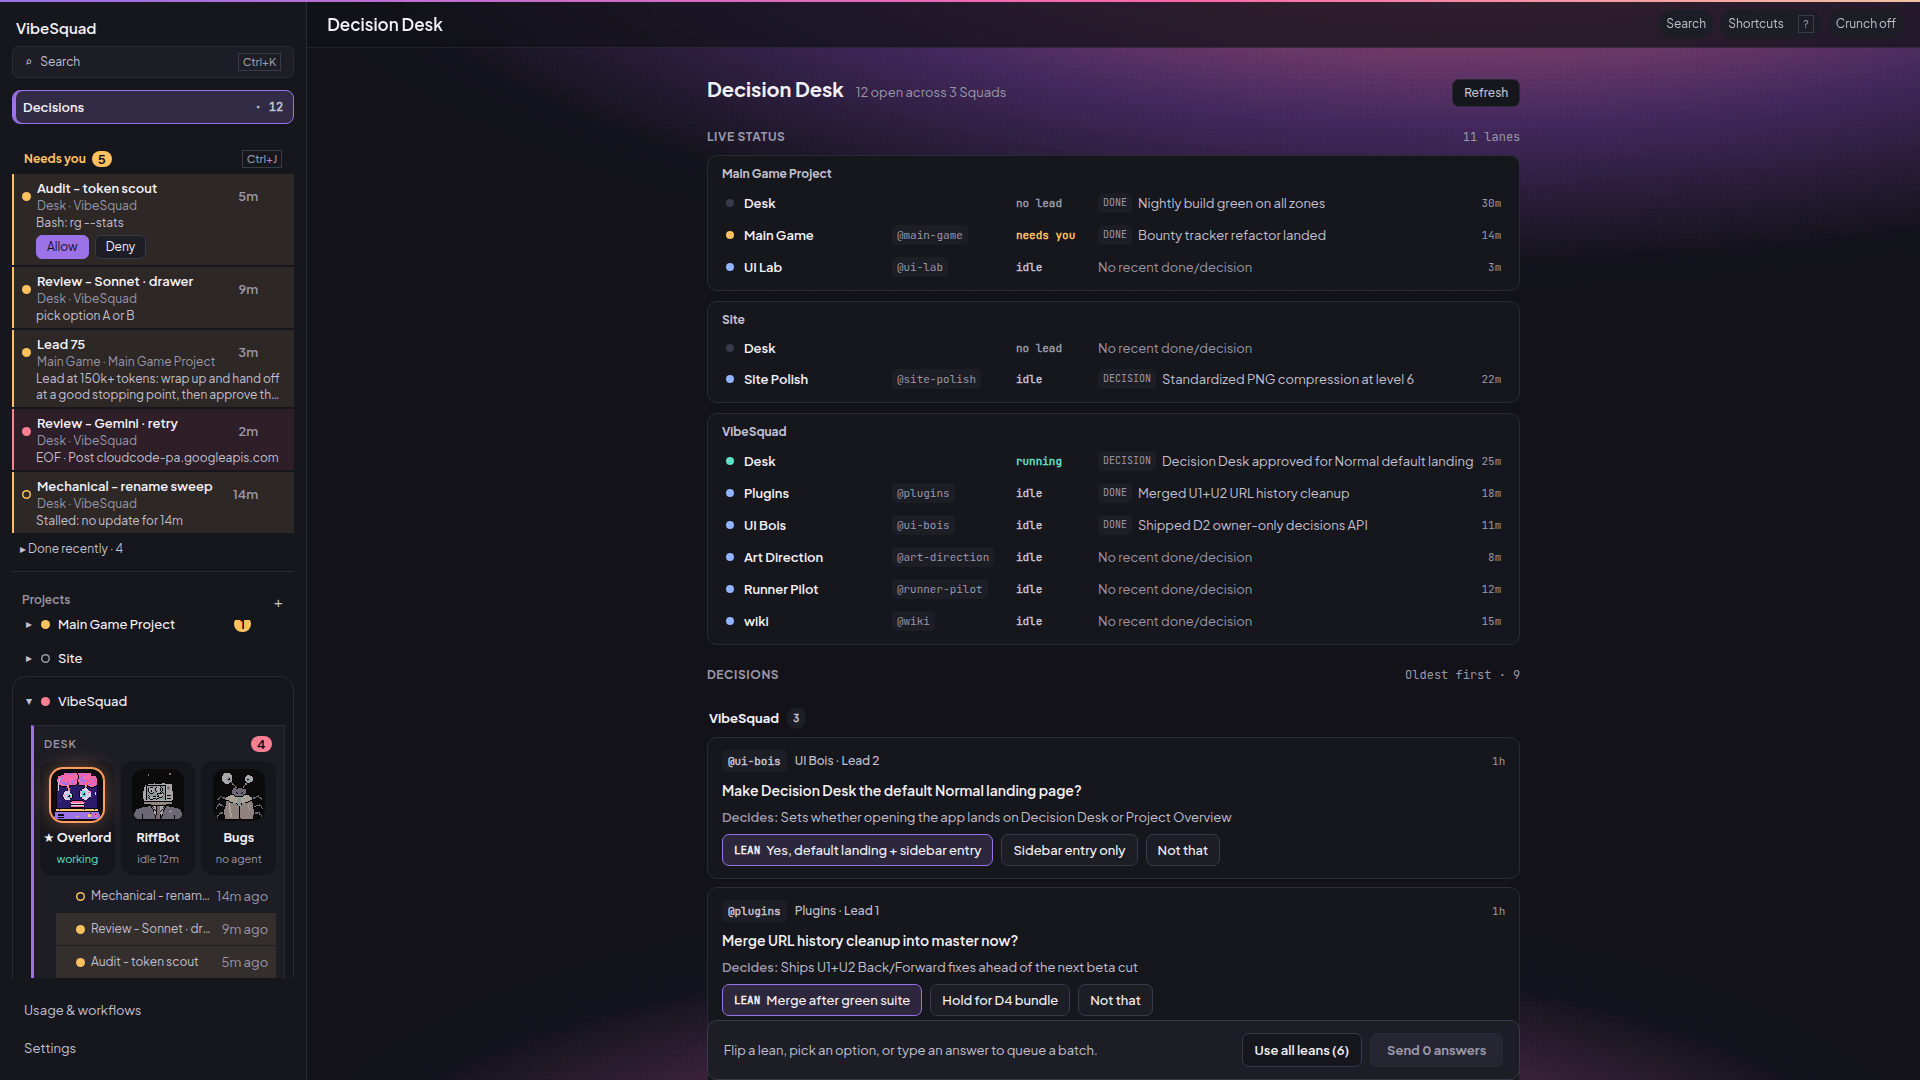 VibeSquad
Search Ctrl+K
Decisions · 12
Needs you 5 Ctrl+J
Audit – token scout 5m
Desk · VibeSquad
Bash: rg --stats
Allow Deny
Review – Sonnet · drawer 9m
Desk · VibeSquad
pick option A or B
Lead 75 3m
Main Game · Main Game Project
Lead at 150k+ tokens: wrap up and hand off
at a good stopping point, then approve th…
Review – Gemini · retry 2m
Desk · VibeSquad
EOF · Post cloudcode-pa.googleapis.com
Mechanical – rename sweep 14m
Desk · VibeSquad
Stalled: no update for 14m
▸ Done recently · 4
Projects +
▸ Main Game Project 1
▸ Site
▾ VibeSquad
DESK 4
★ Overlord RiffBot Bugs
working idle 12m no agent
Mechanical – renam… 14m ago
Review – Sonnet · dr… 9m ago
Audit – token scout 5m ago
Usage & workflows
Settings
Decision Desk Search Shortcuts ? Crunch off
Decision Desk 12 open across 3 Squads Refresh
LIVE STATUS 11 lanes
Main Game Project
Desk no lead DONE Nightly build green on all zones 30m
Main Game @main-game needs you DONE Bounty tracker refactor landed 14m
UI Lab @ui-lab idle No recent done/decision 3m
Site
Desk no lead No recent done/decision
Site Polish @site-polish idle DECISION Standardized PNG compression at level 6 22m
VibeSquad
Desk running DECISION Decision Desk approved for Normal default landing 25m
Plugins @plugins idle DONE Merged U1+U2 URL history cleanup 18m
UI Bois @ui-bois idle DONE Shipped D2 owner-only decisions API 11m
Art Direction @art-direction idle No recent done/decision 8m
Runner Pilot @runner-pilot idle No recent done/decision 12m
wiki @wiki idle No recent done/decision 15m
DECISIONS Oldest first · 9
VibeSquad 3
@ui-bois UI Bois · Lead 2 1h
Make Decision Desk the default Normal landing page?
Decides: Sets whether opening the app lands on Decision Desk or Project Overview
LEAN Yes, default landing + sidebar entry Sidebar entry only Not that
@plugins Plugins · Lead 1 1h
Merge URL history cleanup into master now?
Decides: Ships U1+U2 Back/Forward fixes ahead of the next beta cut
LEAN Merge after green suite Hold for D4 bundle Not that
Flip a lean, pick an option, or type an answer to queue a batch. Use all leans (6) Send 0 answers